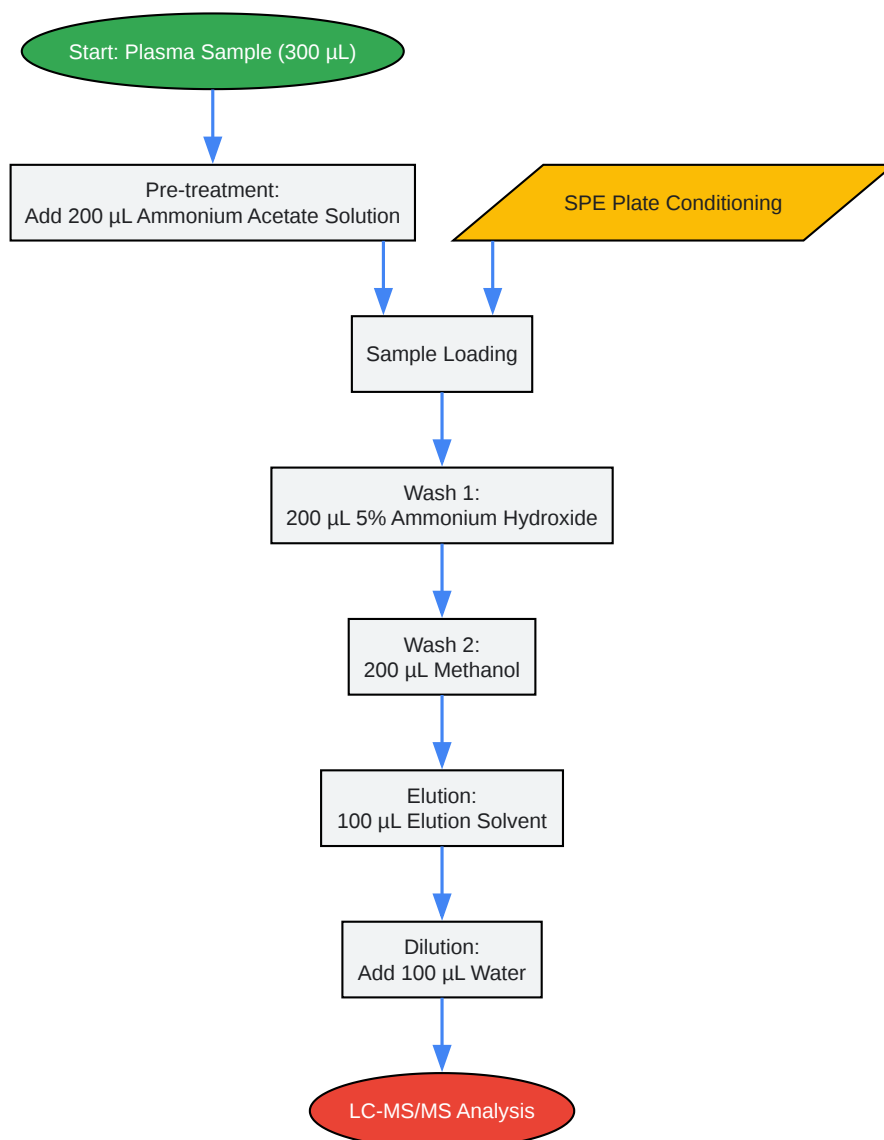 Start: Plasma Sample (300 µL)
Pre-treatment:
Add 200 µL Ammonium Acetate Solution
SPE Plate Conditioning
Sample Loading
Wash 1:
200 µL 5% Ammonium Hydroxide
Wash 2:
200 µL Methanol
Elution:
100 µL Elution Solvent
Dilution:
Add 100 µL Water
LC-MS/MS Analysis